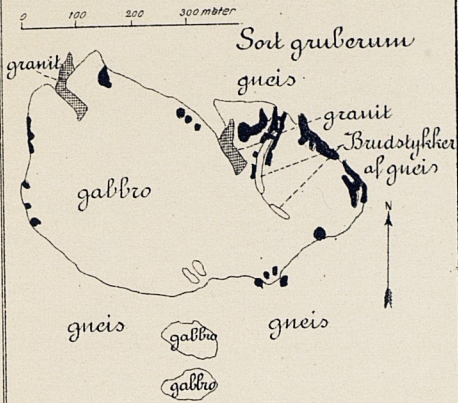 0 100 200 300 meter
Sort gruberum
granit
gneis
granit
Brudstykker
af gneis
gabbro
N
gneis
gneis
gabbro
gabbro